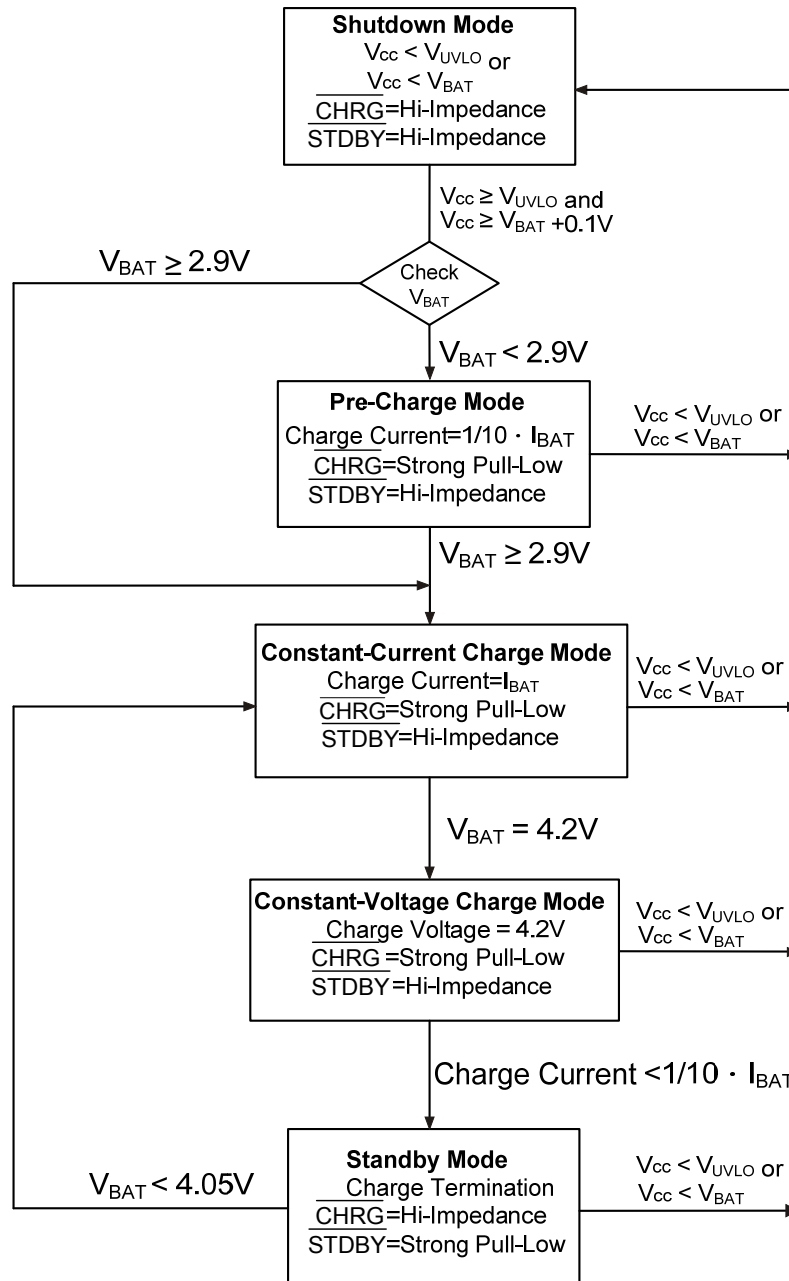 Shutdown Mode
Vcc < VUVLO or
Vcc < VBAT
CHRG=Hi-Impedance
STDBY=Hi-Impedance
Vcc ≥ VUVLO and
Vcc ≥ VBAT +0.1V
VBAT ≥ 2.9V
Check
VBAT
VBAT < 2.9V
Pre-Charge Mode
Charge Current=1/10 · IBAT
CHRG=Strong Pull-Low
STDBY=Hi-Impedance
Vcc < VUVLO or
Vcc < VBAT
VBAT ≥ 2.9V
Constant-Current Charge Mode
Charge Current=IBAT
CHRG=Strong Pull-Low
STDBY=Hi-Impedance
Vcc < VUVLO or
Vcc < VBAT
VBAT = 4.2V
Constant-Voltage Charge Mode
Charge Voltage = 4.2V
CHRG=Strong Pull-Low
STDBY=Hi-Impedance
Vcc < VUVLO or
Vcc < VBAT
Charge Current <1/10 · IBAT
VBAT < 4.05V
Standby Mode
Charge Termination
CHRG=Hi-Impedance
STDBY=Strong Pull-Low
Vcc < VUVLO or
Vcc < VBAT